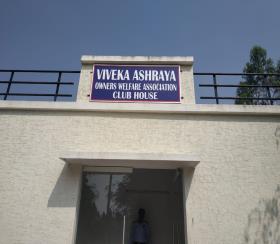 VIVEKA ASHRAYA
OWNERS WELFARE ASSOCIATION
CLUB HOUSE